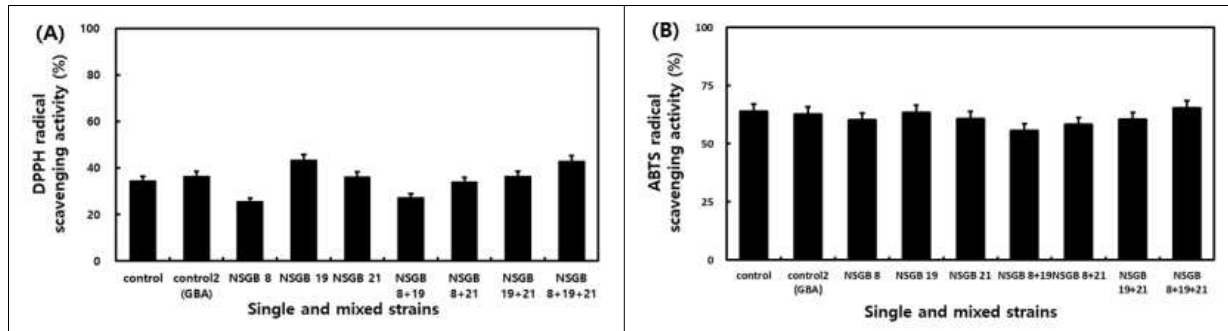 (A)
DPPH radical
scavenging activity (%)
100
80
60
40
20
0
control control2 NSGB 8 NSGB 19 NSGB 21 NSGB NSGB NSGB NSGB
(GBA) 8+19 8+21 19+21 8+19+21
Single and mixed strains
(B)
ABTS radical
scavenging activity (%)
100
75
50
25
0
control control2 NSGB 8 NSGB 19 NSGB 21 NSGB 8+19 NSGB 8+21 NSGB NSGB
(GBA) 19+21 8+19+21
Single and mixed strains